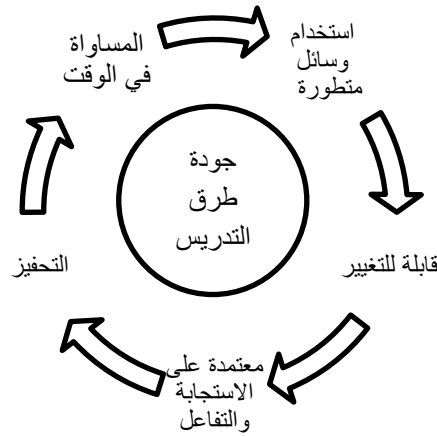 استخدام
وسائل
متطورة
قابلة للتغيير
معتمدة على
الاستجابة
والتفاعل
التحفيز
المساواة
في الوقت
جودة
طرق
التدريس